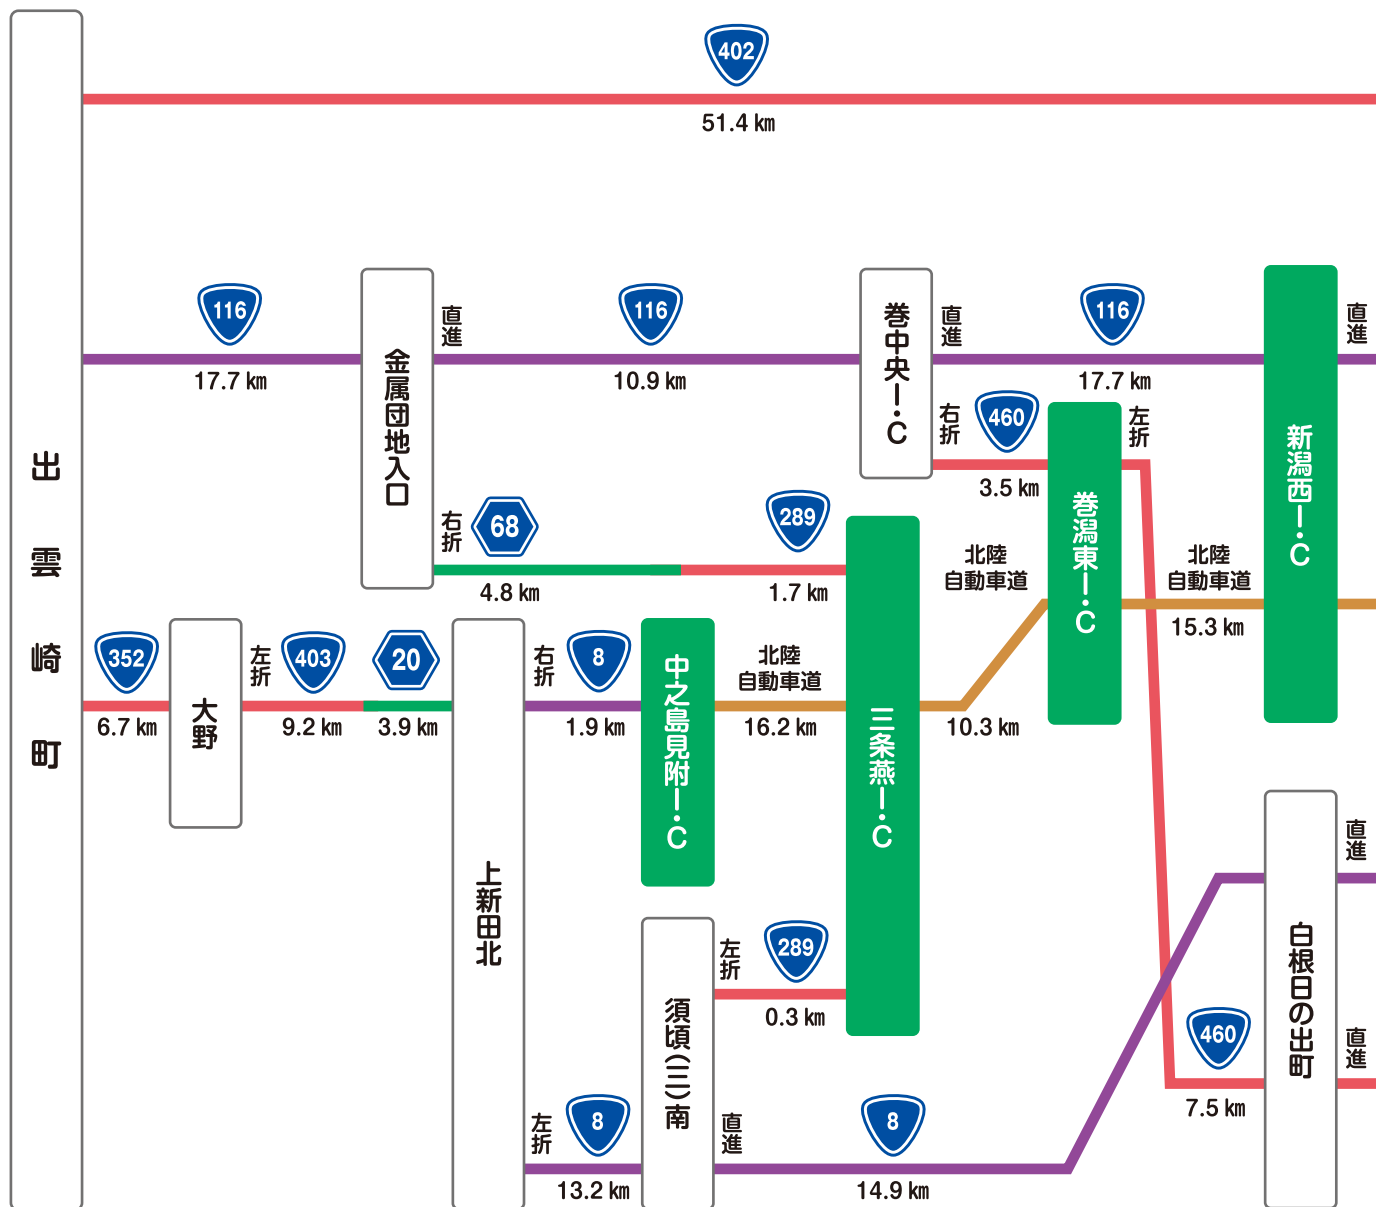 402
51.4 km
出雲崎町
116
17.7 km
金属団地入口
直進
116
10.9 km
巻中央I・C
直進
116
17.7 km
新潟西I・C
直進
右折
460
3.5 km
巻潟東I・C
左折
右折
68
4.8 km
289
1.7 km
三条燕I・C
北陸
自動車道
10.3 km
北陸
自動車道
15.3 km
352
6.7 km
大野
左折
403
9.2 km
20
3.9 km
上新田北
右折
8
1.9 km
中之島見附I・C
北陸
自動車道
16.2 km
須頃(三)南
左折
289
0.3 km
左折
8
13.2 km
直進
8
14.9 km
460
7.5 km
白根日の出町
直進
直進